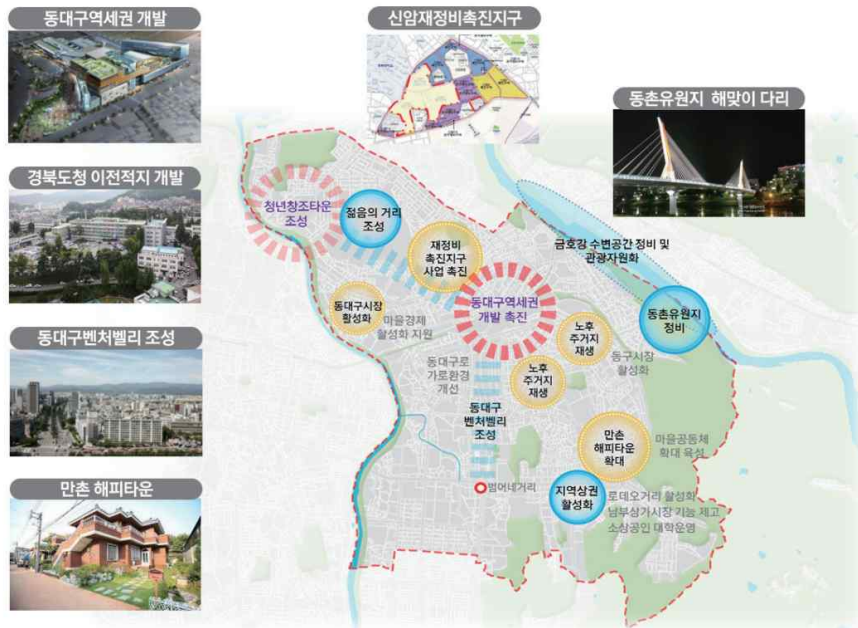 동대구역세권 개발
신암재정비촉진지구
동촌유원지 해맞이 다리
경북도청 이전적지 개발
동대구벤처벨리 조성
만촌 해피타운
청년창조타운
조성
젊음의 거리
조성
재정비
촉진지구
사업 촉진
금호강 수변공간 정비 및
관광자원화
동대구시장
활성화
마을경제
활성화 지원
동대구역세권
개발 촉진
노후
주거지
재생
동촌유원지
정비
동구시장
활성화
동대구로
가로환경
개선
노후
주거지
재생
동대구
벤처벨리
조성
만촌
해피타운
확대
마을공동체
확대 육성
범어네거리
지역상권
활성화
로데오거리 활성화
남부상가시장 기능 제고
소상공인 대학운영